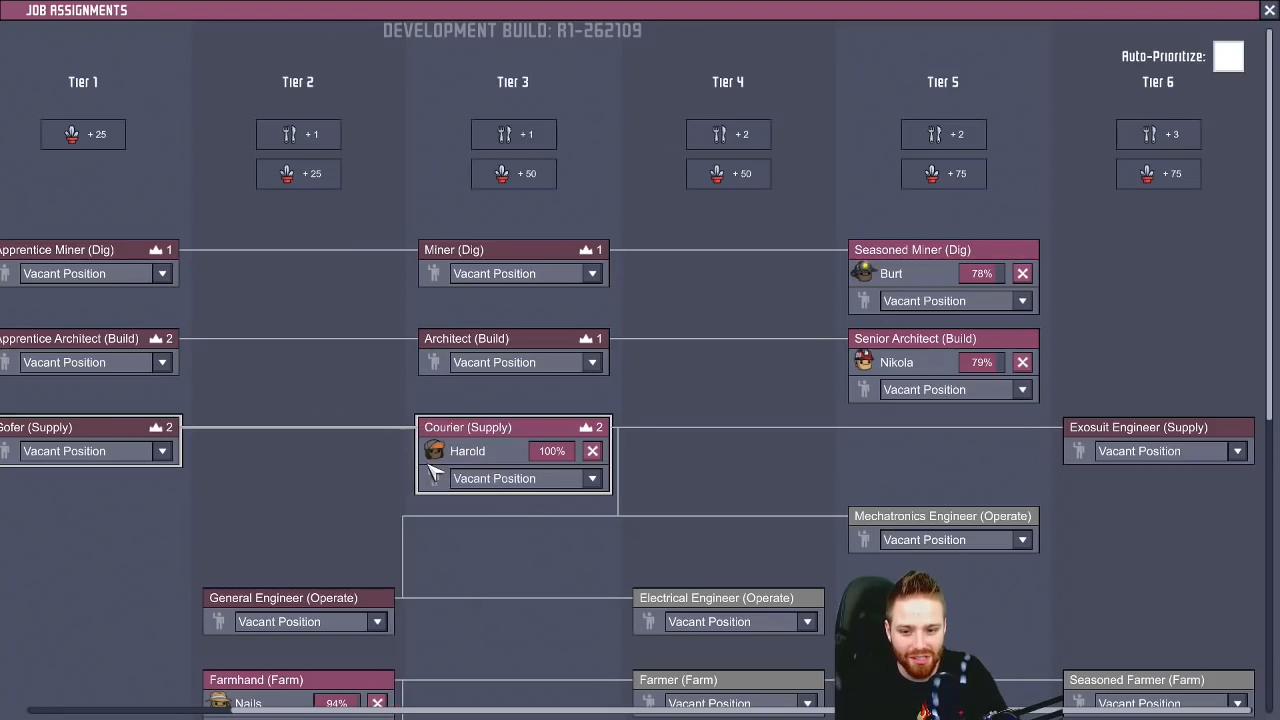 JOB ASSIGNMENTS
DEVELOPMENT BUILD: R1-262109
Auto-Prioritize:
Tier 1
Tier 2
Tier 3
Tier 4
Tier 5
Tier 6
+ 25
+ 1
+ 1
+ 2
+ 2
+ 3
+ 25
+ 50
+ 50
+ 75
+ 75
Apprentice Miner (Dig) 1
Vacant Position
Miner (Dig) 1
Vacant Position
Seasoned Miner (Dig)
Burt 78%
Vacant Position
Apprentice Architect (Build) 2
Vacant Position
Architect (Build) 1
Vacant Position
Senior Architect (Build)
Nikola 79%
Vacant Position
Gofer (Supply) 2
Vacant Position
Courier (Supply) 2
Harold 100%
Vacant Position
Exosuit Engineer (Supply)
Vacant Position
Mechatronics Engineer (Operate)
Vacant Position
General Engineer (Operate)
Vacant Position
Electrical Engineer (Operate)
Vacant Position
Farmhand (Farm)
Nails 94%
Farmer (Farm)
Vacant Position
Seasoned Farmer (Farm)
Vacant Position